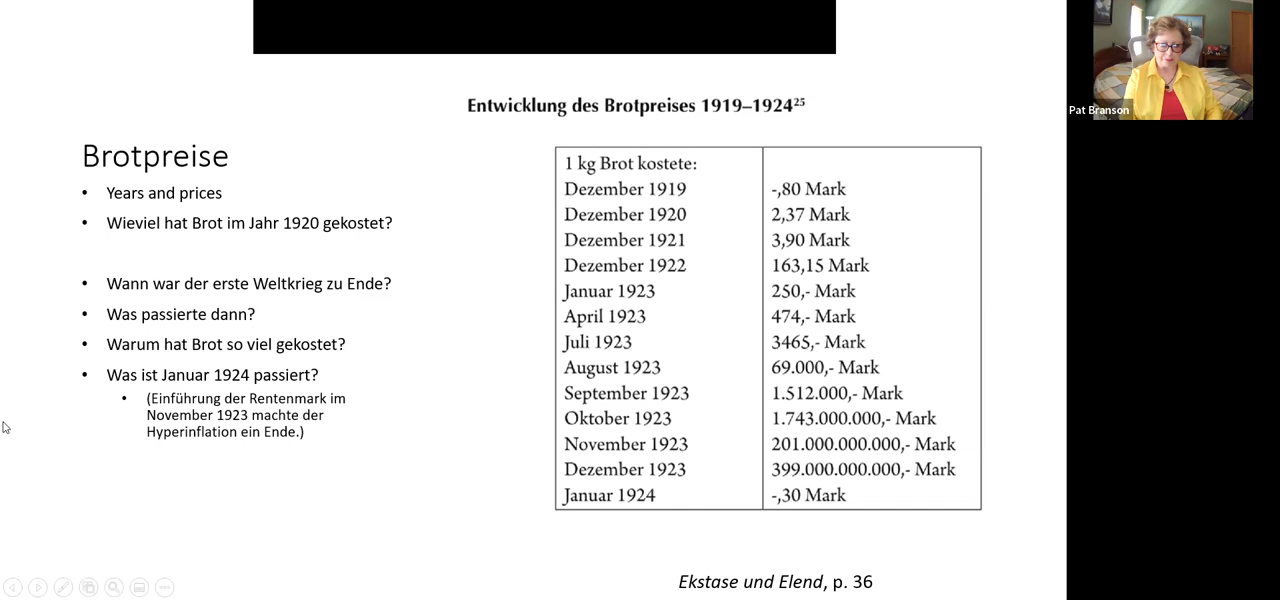 Entwicklung des Brotpreises 1919–1924²⁵
Brotpreise
• Years and prices
• Wieviel hat Brot im Jahr 1920 gekostet?
• Wann war der erste Weltkrieg zu Ende?
• Was passierte dann?
• Warum hat Brot so viel gekostet?
• Was ist Januar 1924 passiert?
• (Einführung der Rentenmark im
November 1923 machte der
Hyperinflation ein Ende.)
1 kg Brot kostete:
Dezember 1919 -,80 Mark
Dezember 1920 2,37 Mark
Dezember 1921 3,90 Mark
Dezember 1922 163,15 Mark
Januar 1923 250,- Mark
April 1923 474,- Mark
Juli 1923 3465,- Mark
August 1923 69.000,- Mark
September 1923 1.512.000,- Mark
Oktober 1923 1.743.000.000,- Mark
November 1923 201.000.000.000,- Mark
Dezember 1923 399.000.000.000,- Mark
Januar 1924 -,30 Mark
Ekstase und Elend, p. 36
Pat Branson